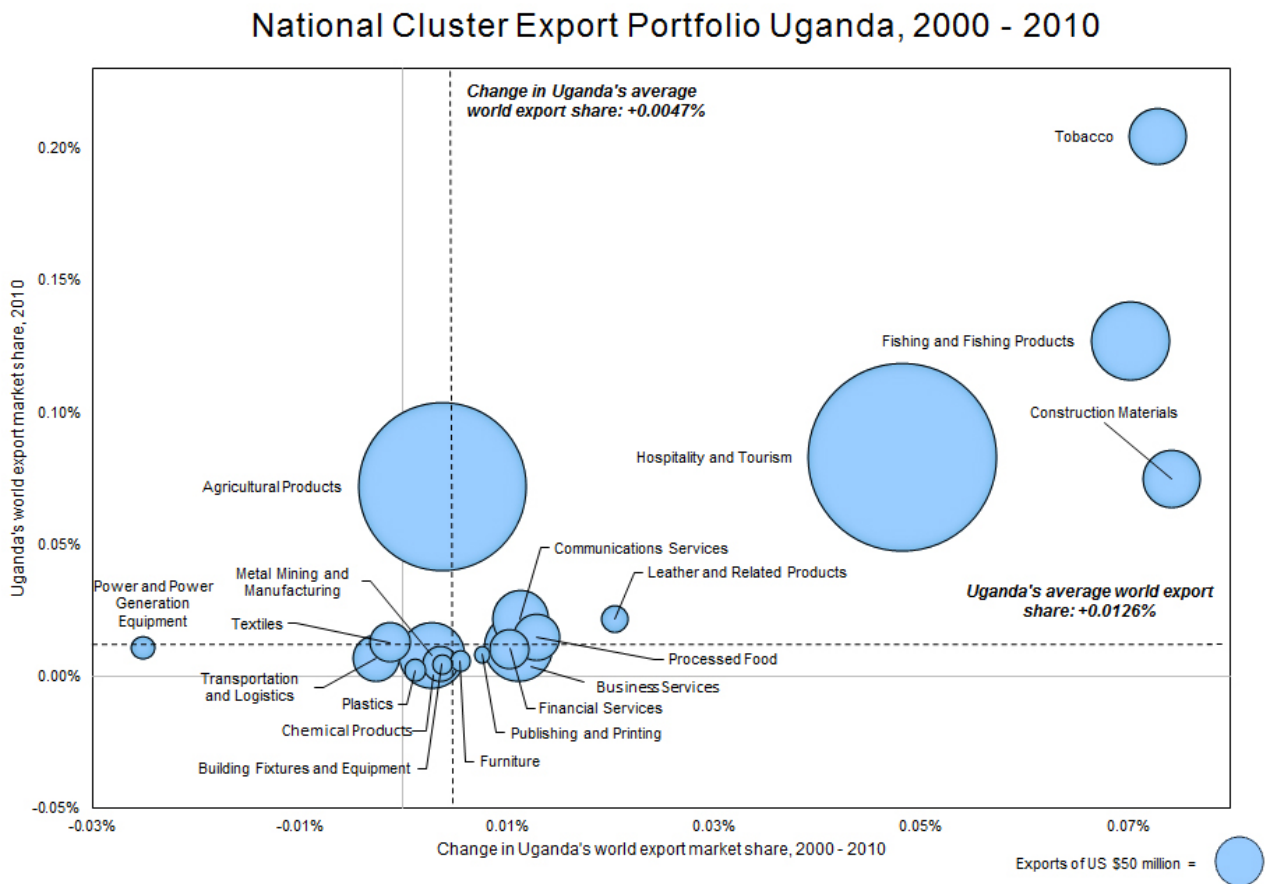 National Cluster Export Portfolio Uganda, 2000 - 2010
Change in Uganda's average
world export share: +0.0047%
Tobacco
0.20%
0.15%
Fishing and Fishing Products
Construction Materials
0.10%
Hospitality and Tourism
Agricultural Products
Uganda's world export market share, 2010
0.05%
Communications Services
Leather and Related Products
Metal Mining and
Manufacturing
Power and Power
Generation
Equipment
Textiles
Uganda's average world export
share: +0.0126%
Processed Food
0.00%
Transportation
and Logistics
Business Services
Plastics
Financial Services
Chemical Products
Publishing and Printing
Building Fixtures and Equipment
Furniture
-0.05%
-0.03%
-0.01%
0.01%
0.03%
0.05%
0.07%
Change in Uganda's world export market share, 2000 - 2010
Exports of US $50 million =